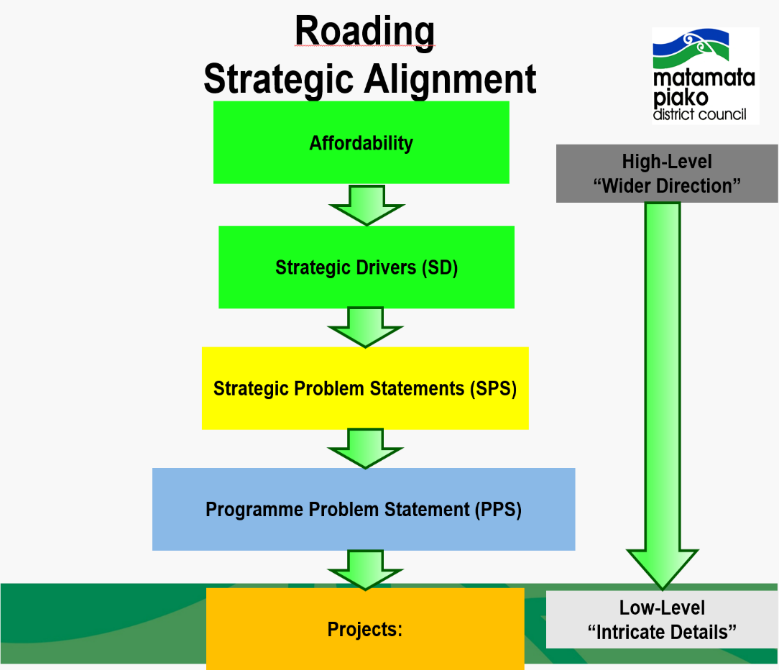 Roading
Strategic Alignment
matamata
piako
district council
Affordability
High-Level
“Wider Direction”
Strategic Drivers (SD)
Strategic Problem Statements (SPS)
Programme Problem Statement (PPS)
Projects:
Low-Level
“Intricate Details”